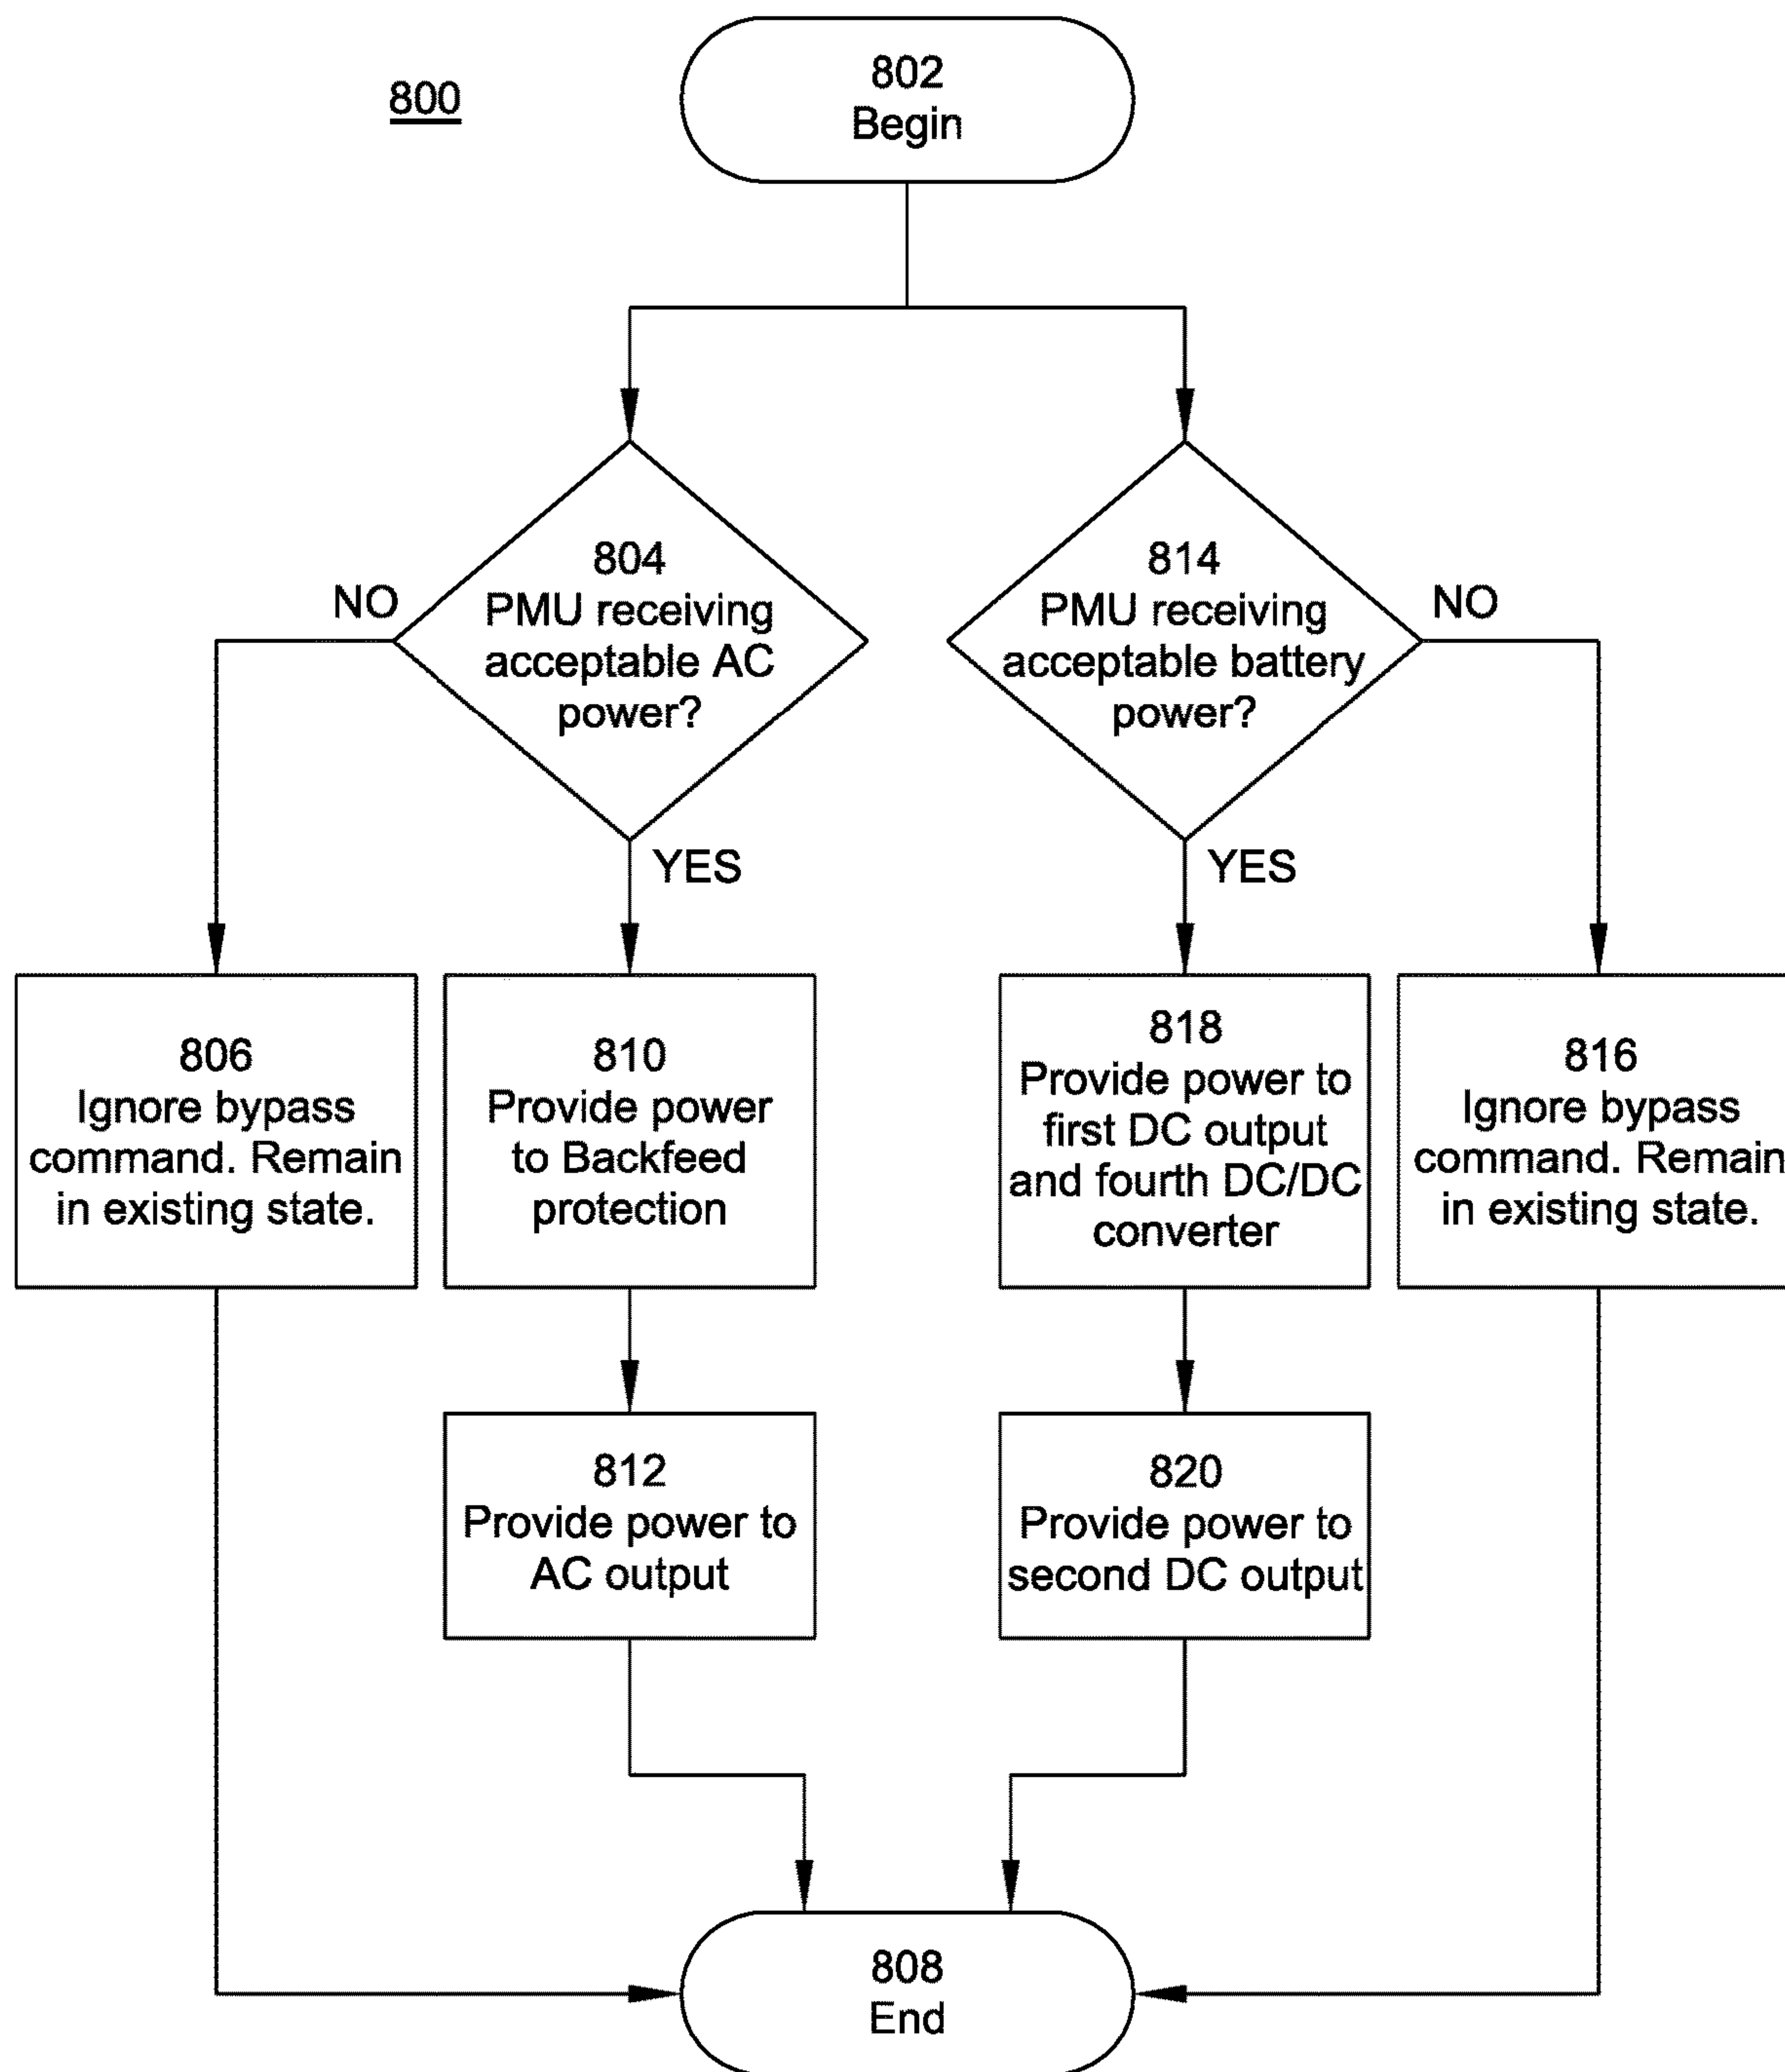 800
802
Begin
804
PMU receiving
acceptable AC
power?
NO
YES
814
PMU receiving
acceptable battery
power?
NO
YES
806
Ignore bypass
command. Remain
in existing state.
810
Provide power
to Backfeed
protection
818
Provide power to
first DC output
and fourth DC/DC
converter
816
Ignore bypass
command. Remain
in existing state.
812
Provide power to
AC output
820
Provide power to
second DC output
808
End